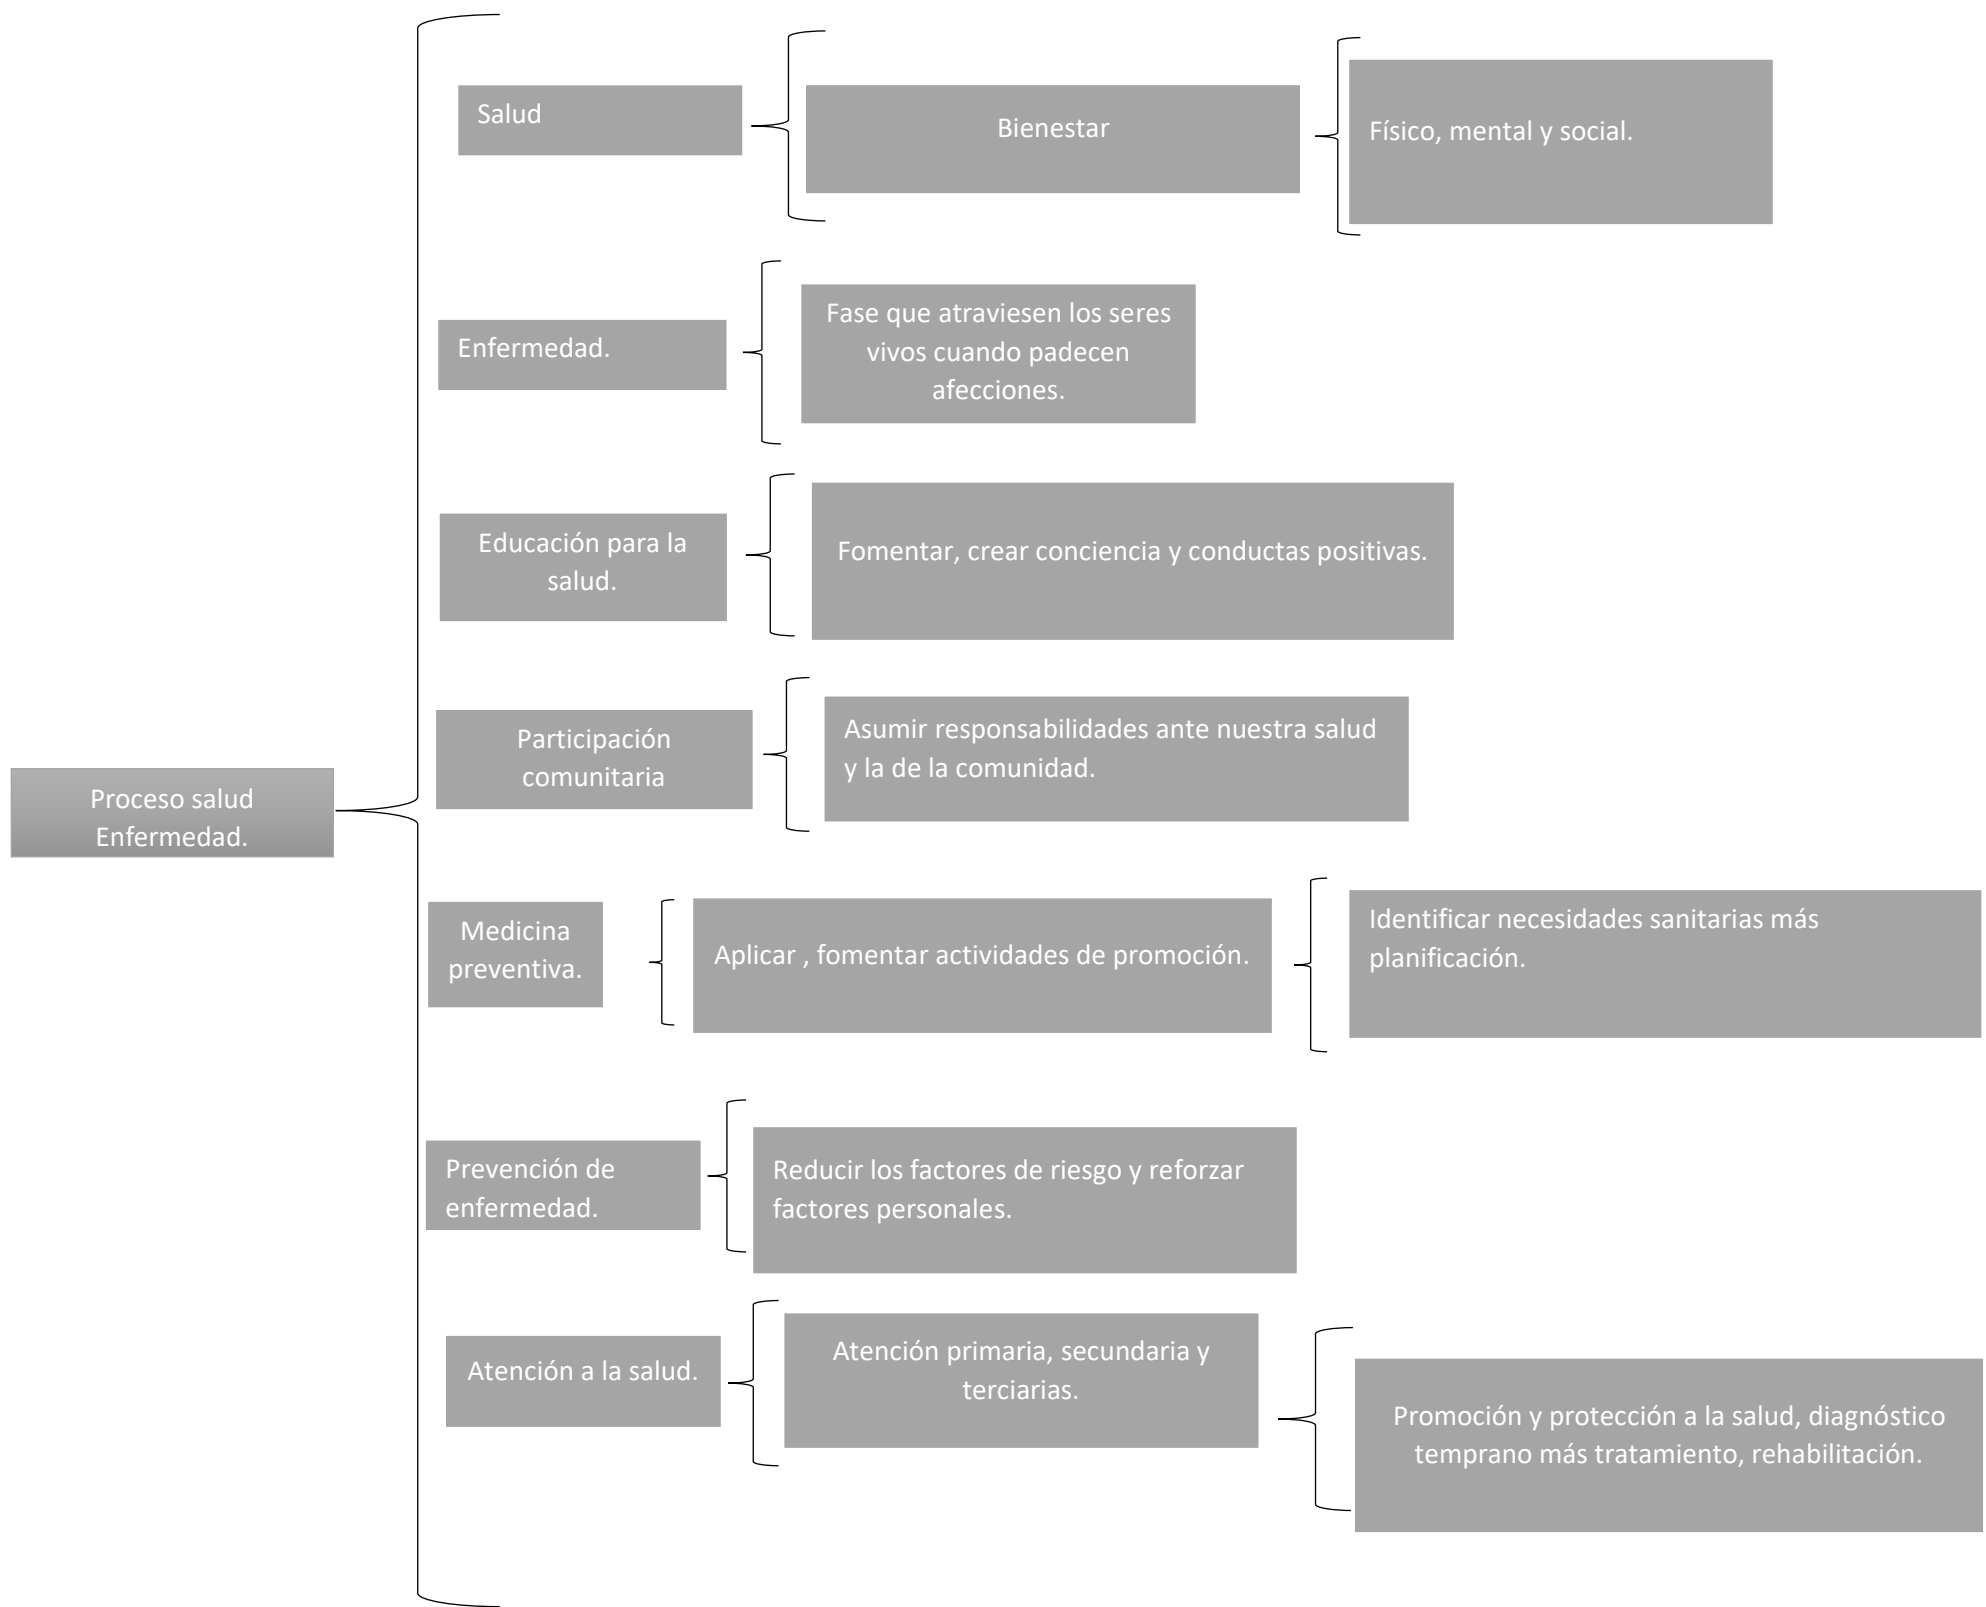 Salud
Bienestar
Físico, mental y social.
Enfermedad.
Fase que atraviesen los seres
vivos cuando padecen
afecciones.
Educación para la
salud.
Fomentar, crear conciencia y conductas positivas.
Participación
comunitaria
Asumir responsabilidades ante nuestra salud
y la de la comunidad.
Proceso salud
Enfermedad.
Medicina
preventiva.
Aplicar , fomentar actividades de promoción.
Identificar necesidades sanitarias más
planificación.
Prevención de
enfermedad.
Reducir los factores de riesgo y reforzar
factores personales.
Atención a la salud.
Atención primaria, secundaria y
terciarias.
Promoción y protección a la salud, diagnóstico
temprano más tratamiento, rehabilitación.